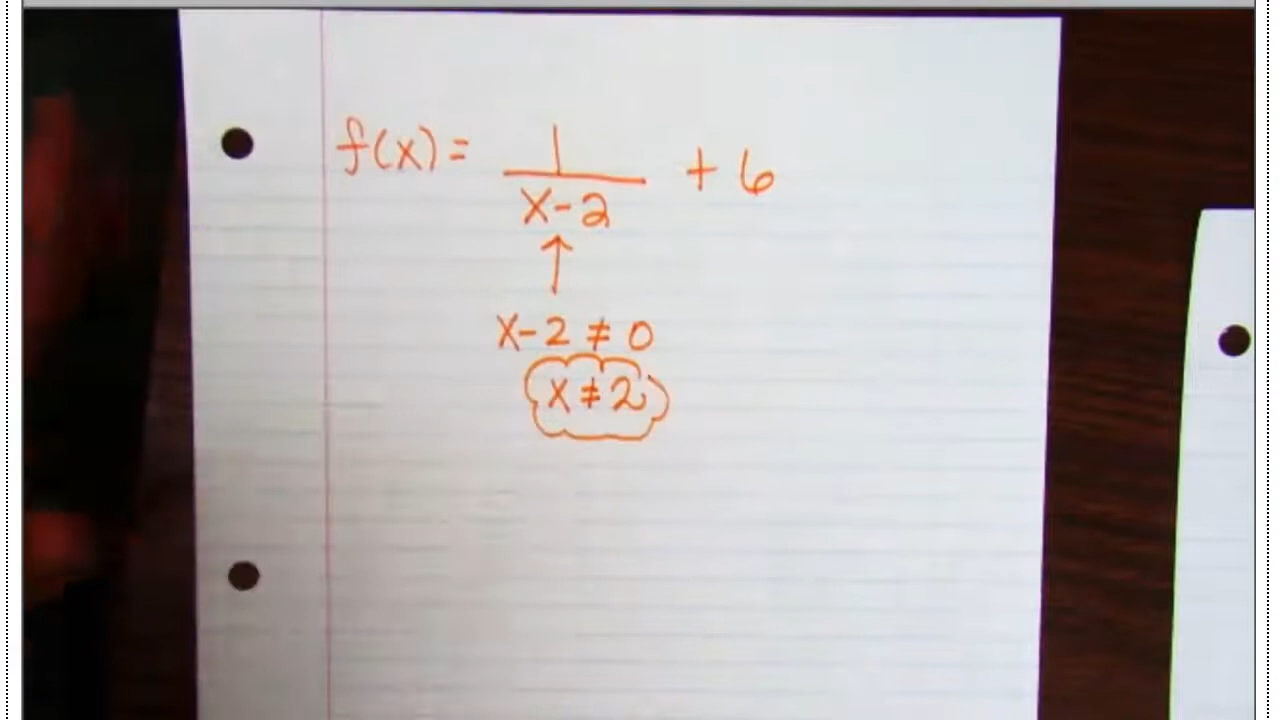 f(x) = 1/(x-2) + 6
x-2 ≠ 0
x ≠ 2